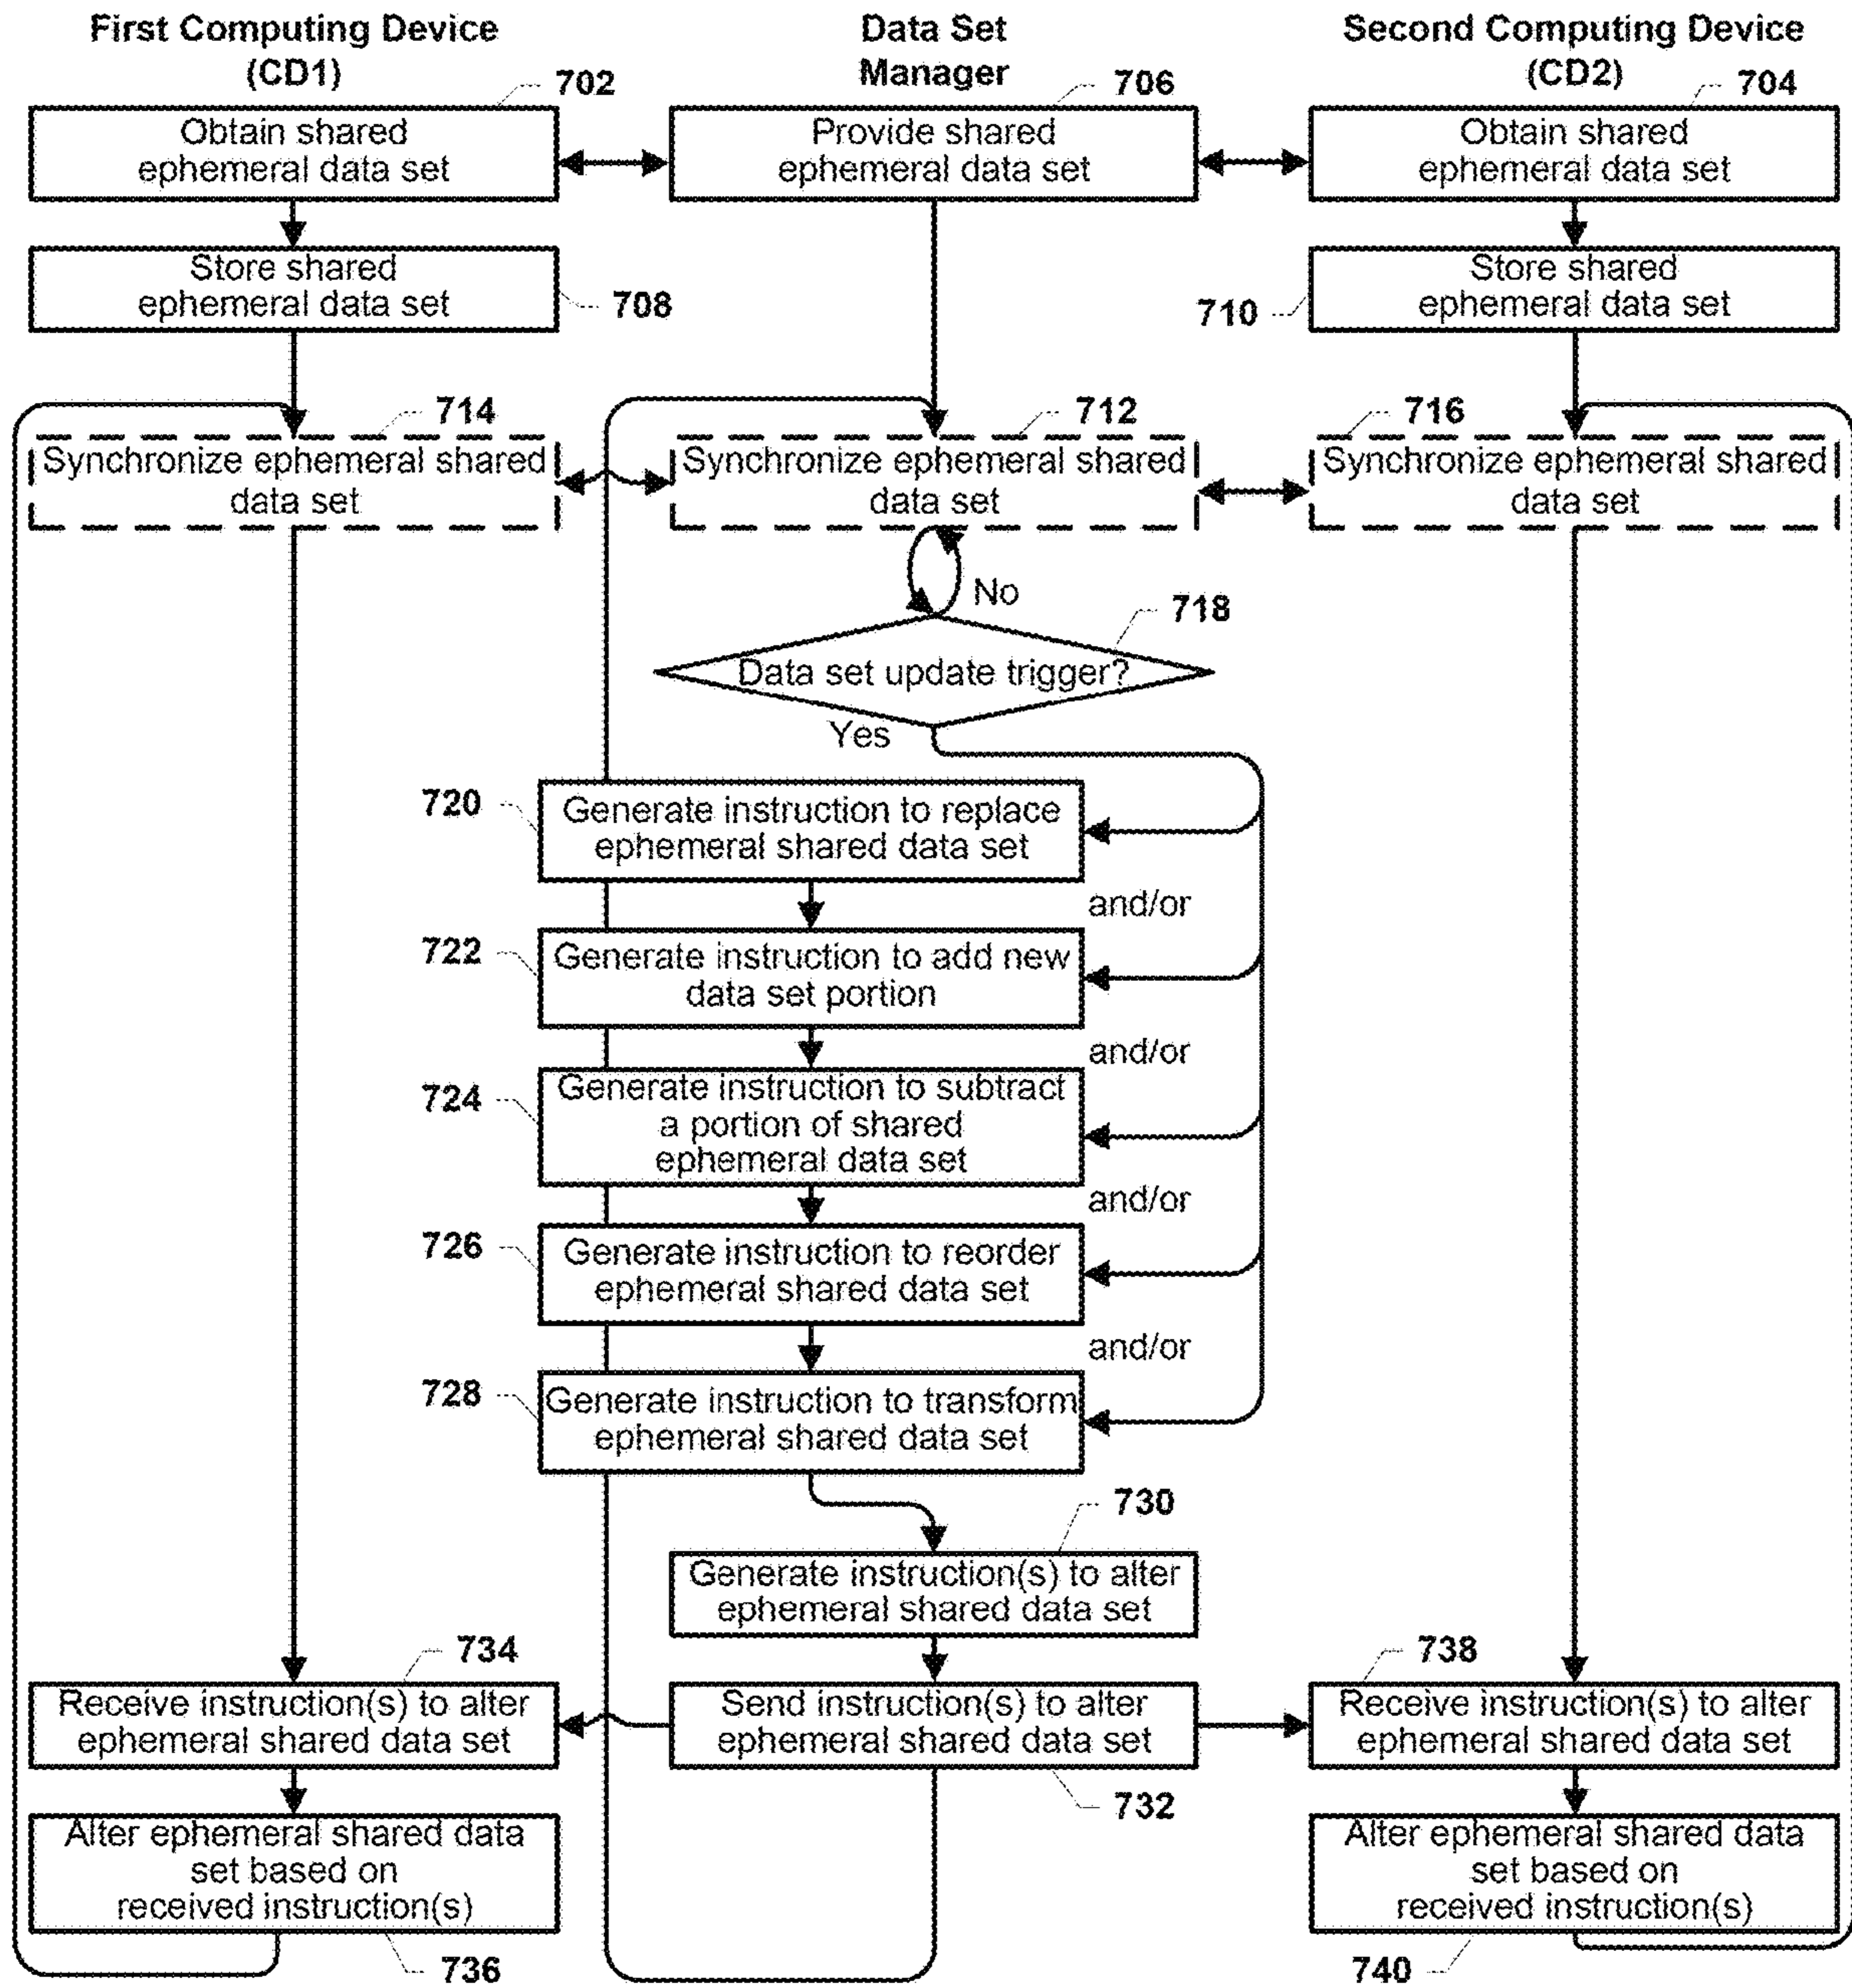 First Computing Device
(CD1)
Data Set
Manager
Second Computing Device
(CD2)
702
706
704
Obtain shared
ephemeral data set
Provide shared
ephemeral data set
Obtain shared
ephemeral data set
Store shared
ephemeral data set
708
710
Store shared
ephemeral data set
714
712
716
Synchronize ephemeral shared
data set
Synchronize ephemeral shared
data set
Synchronize ephemeral shared
data set
No
718
Data set update trigger?
Yes
720
Generate instruction to replace
ephemeral shared data set
and/or
722
Generate instruction to add new
data set portion
and/or
724
Generate instruction to subtract
a portion of shared
ephemeral data set
and/or
726
Generate instruction to reorder
ephemeral shared data set
and/or
728
Generate instruction to transform
ephemeral shared data set
730
Generate instruction(s) to alter
ephemeral shared data set
734
738
Receive instruction(s) to alter
ephemeral shared data set
Send instruction(s) to alter
ephemeral shared data set
Receive instruction(s) to alter
ephemeral shared data set
732
Alter ephemeral shared data
set based on
received instruction(s)
Alter ephemeral shared data
set based on
received instruction(s)
736
740